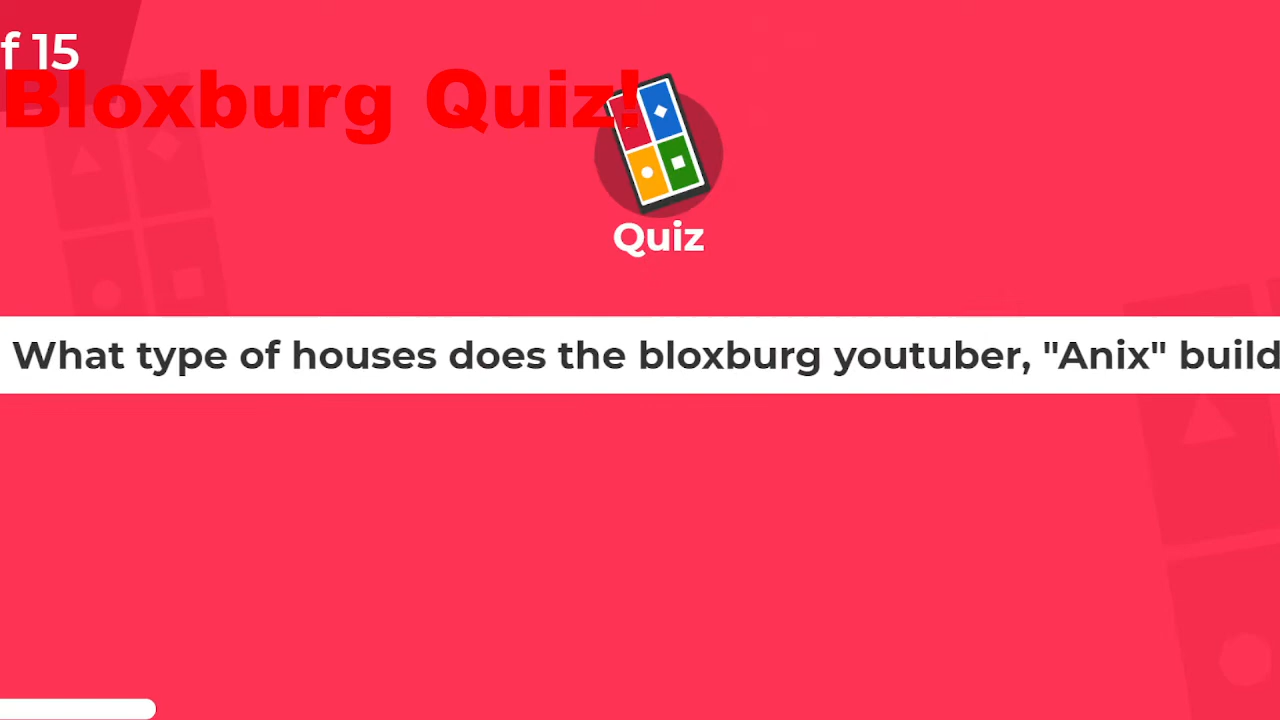 f 15
Bloxburg Quiz!
Quiz
What type of houses does the bloxburg youtuber, "Anix" build